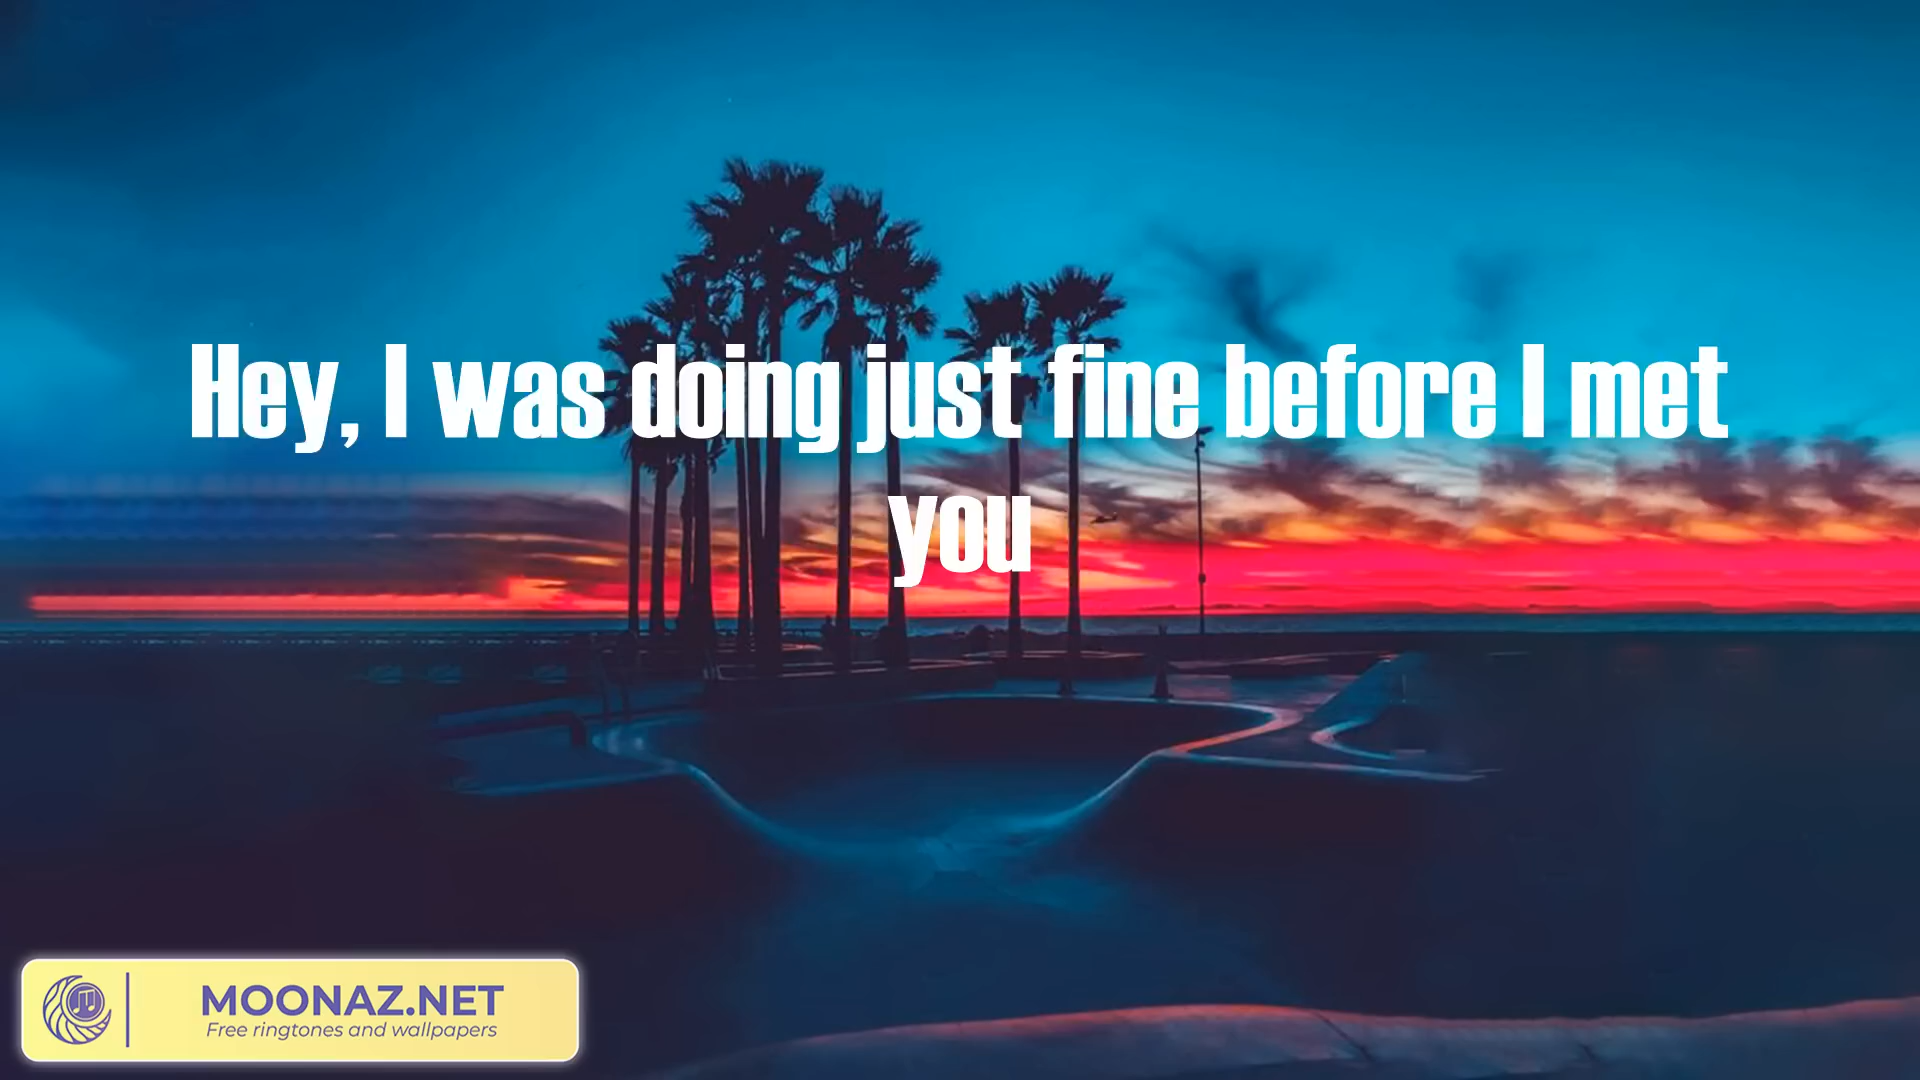 Hey, I was doing just fine before I met
you
MOONAZ.NET
Free ringtones and wallpapers